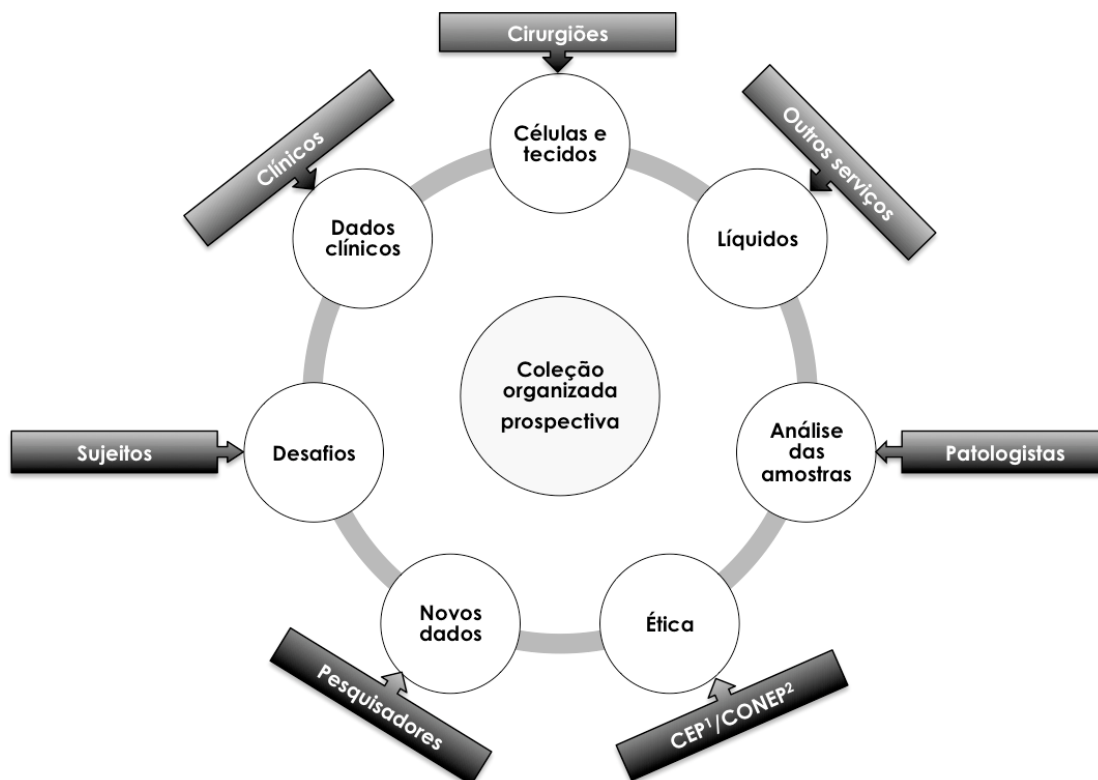 Cirurgiões
Células e
tecidos
Outros serviços
Líquidos
Clínicos
Dados
clínicos
Coleção
organizada
prospectiva
Sujeitos
Desafios
Análise
das
amostras
Patologistas
Novos
dados
Ética
Pesquisadores
CEP¹/CONEP²